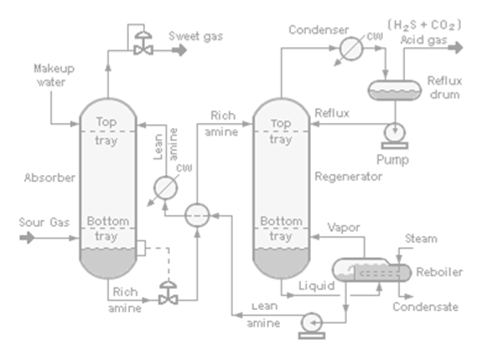 Sweet gas
Condenser
CW
(H₂S + CO₂)
Acid gas
Makeup
water
Reflux
drum
Top
tray
Lean
amine
Rich
amine
Top
tray
Reflux
Pump
Absorber
CW
Regenerator
Sour Gas
Bottom
tray
Bottom
tray
Vapor
Steam
Reboiler
Rich
amine
Liquid
Lean
amine
Condensate